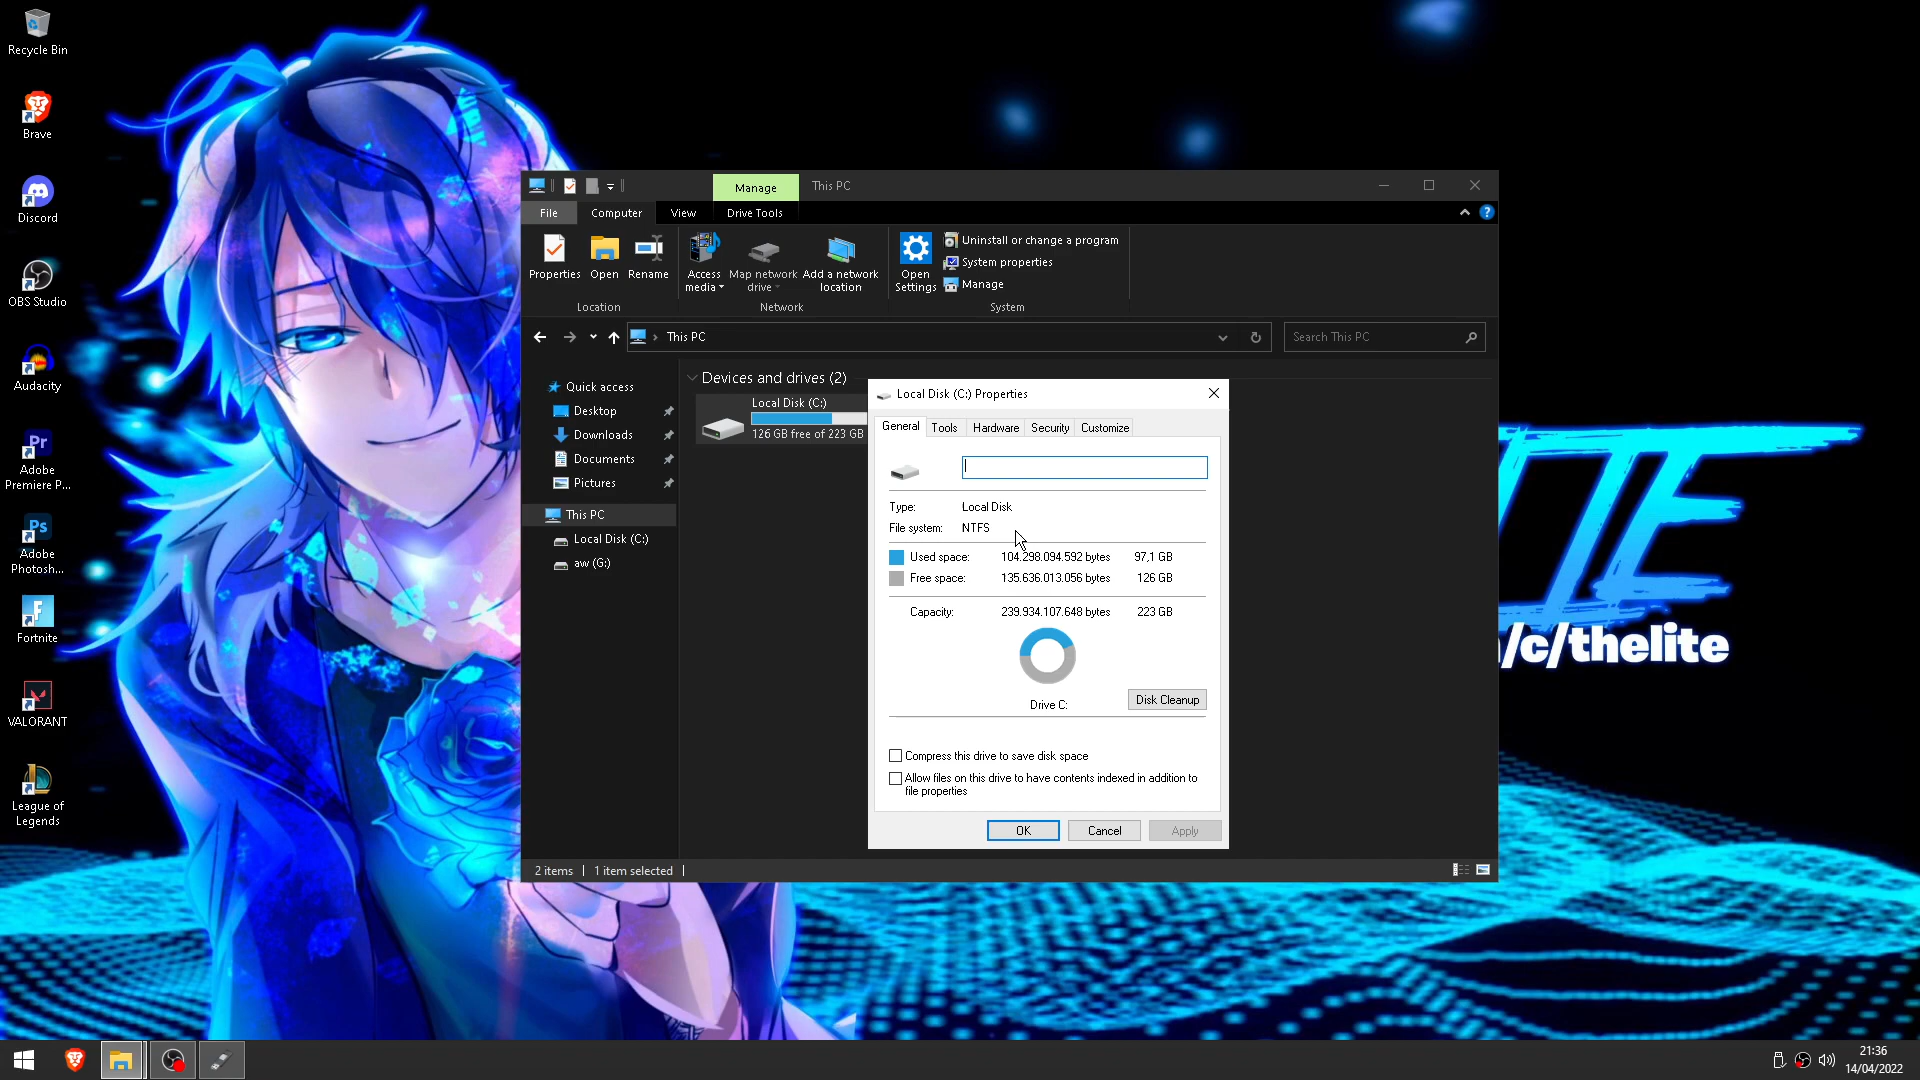 Recycle Bin
Brave
Discord
OBS Studio
Audacity
Pr
Adobe
Premiere P...
Ps
Adobe
Photosh...
Fortnite
VALORANT
League of
Legends
Manage
This PC
File
Computer
View
Drive Tools
?
Properties
Open
Rename
Access
media
Map network
drive
Add a network
location
Open
Settings
Uninstall or change a program
System properties
Manage
Location
Network
System
This PC
Search This PC
Quick access
Desktop
Downloads
Documents
Pictures
This PC
Local Disk (C:)
aw (G:)
Devices and drives (2)
Local Disk (C:)
126 GB free of 223 GB
Local Disk (C:) Properties
General
Tools
Hardware
Security
Customize
Type: Local Disk
File system: NTFS
Used space: 104.298.094.592 bytes 97,1 GB
Free space: 135.636.013.056 bytes 126 GB
Capacity: 239.934.107.648 bytes 223 GB
Drive C:
Disk Cleanup
Compress this drive to save disk space
Allow files on this drive to have contents indexed in addition to
file properties
OK
Cancel
Apply
2 items
1 item selected
/c/thelite
21:36
14/04/2022